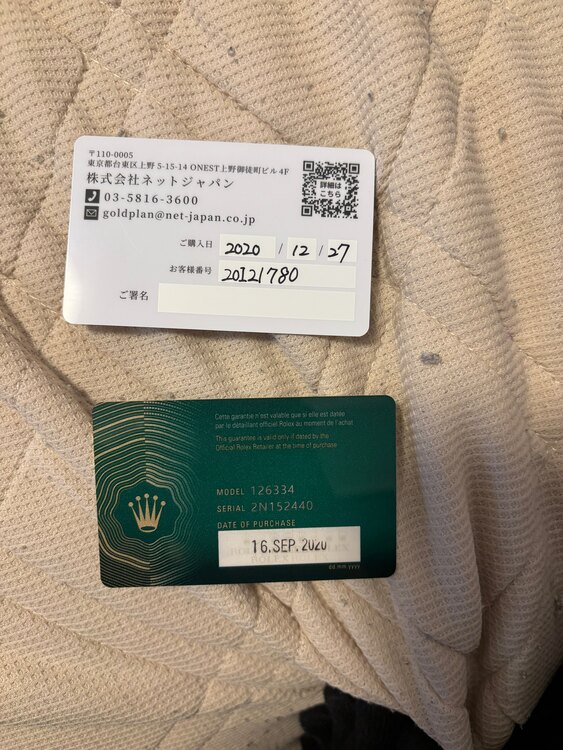 〒110-0005
東京都台東区上野 5-15-14 ONEST上野御徒町ビル 4F
株式会社ネットジャパン
03-5816-3600
goldplan@net-japan.co.jp
詳細は
こちら
ご購入日 2020 / 12 / 27
お客様番号 20121780
ご署名
Cette garantie n'est valable que si elle est datée
par le détaillant officiel Rolex au moment de l'achat
This guarantee is valid only if dated by the
Official Rolex Retailer at the time of purchase
MODEL 126334
SERIAL 2N152440
DATE OF PURCHASE
16.SEP.2020
dd.mm.yyyy